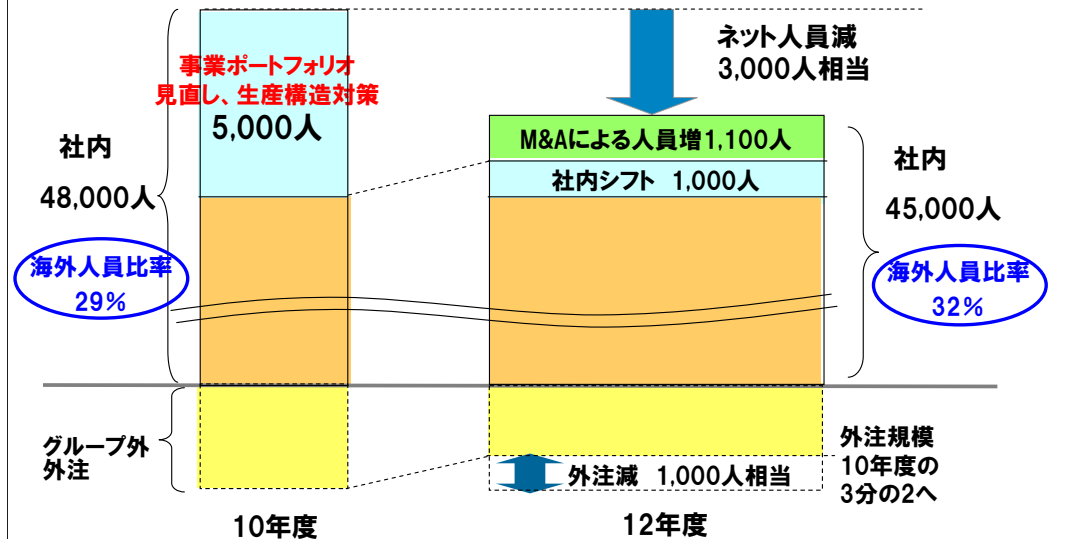 ネット人員減
3,000人相当
事業ポートフォリオ
見直し、生産構造対策
5,000人
M&Aによる人員増1,100人
社内シフト 1,000人
社内
48,000人
海外人員比率
29%
社内
45,000人
海外人員比率
32%
グループ外
外注
外注減 1,000人相当
外注規模
10年度の
3分の2へ
10年度
12年度